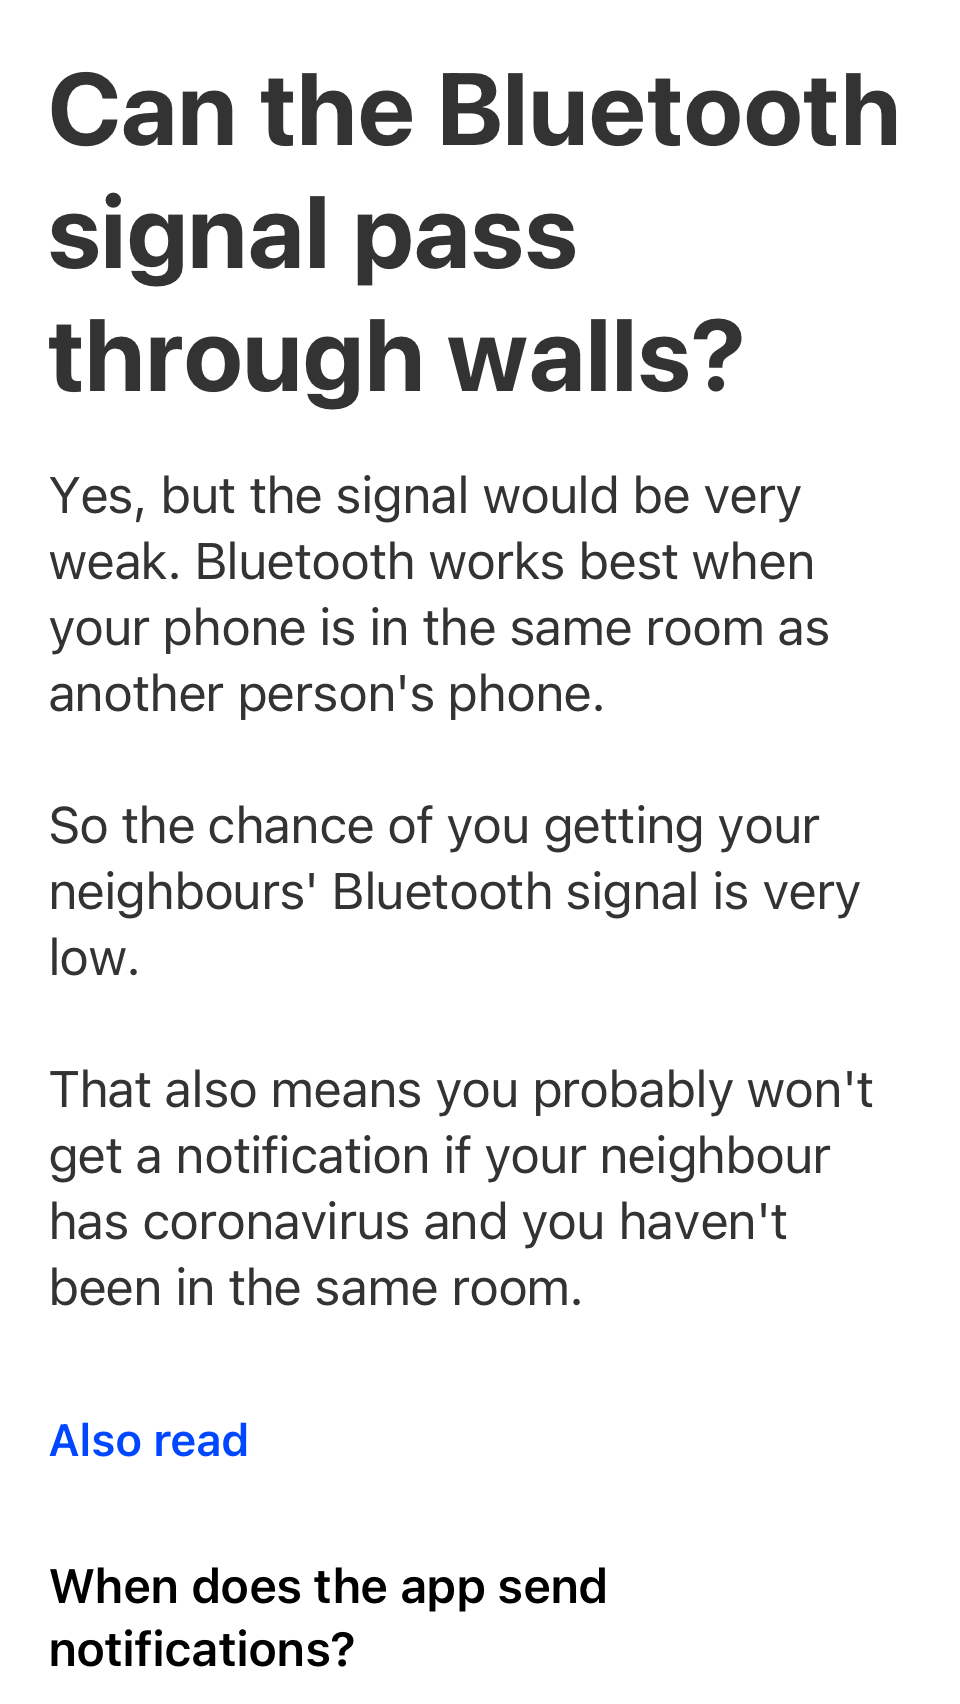 Can the Bluetooth
signal pass
through walls?
Yes, but the signal would be very
weak. Bluetooth works best when
your phone is in the same room as
another person's phone.
So the chance of you getting your
neighbours' Bluetooth signal is very
low.
That also means you probably won't
get a notification if your neighbour
has coronavirus and you haven't
been in the same room.
Also read
When does the app send
notifications?